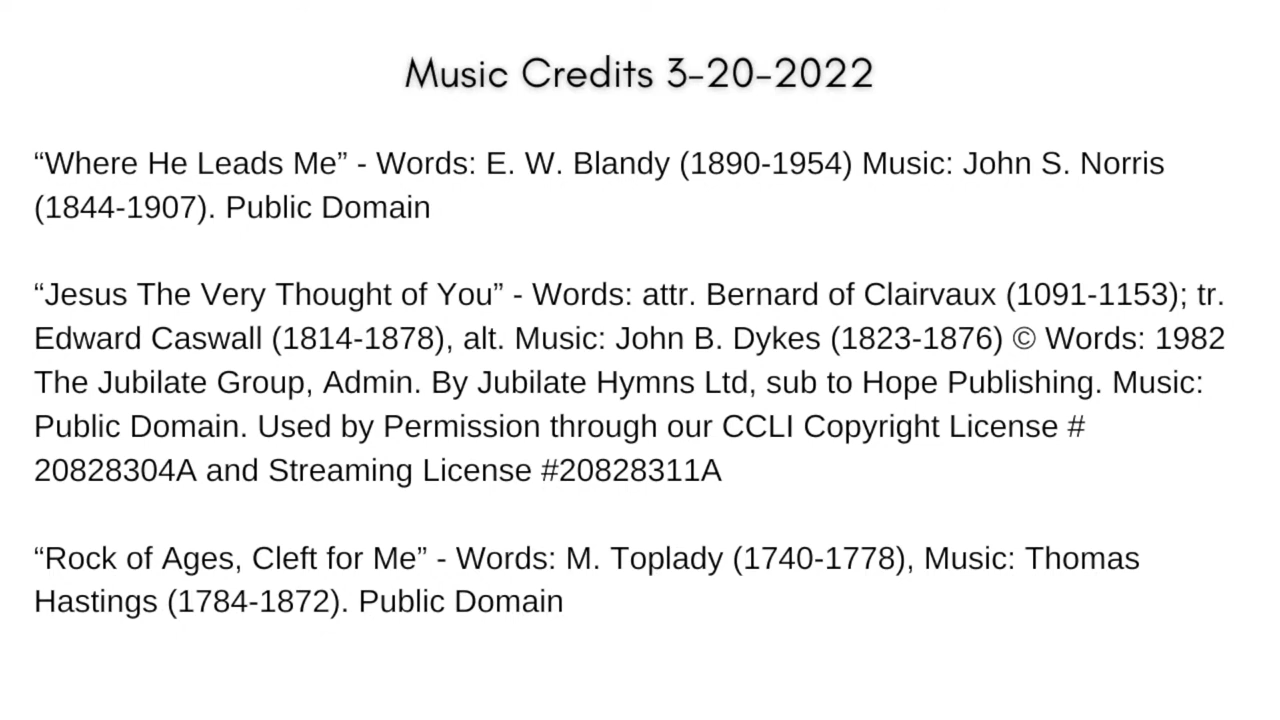 Music Credits 3-20-2022
“Where He Leads Me” - Words: E. W. Blandy (1890-1954) Music: John S. Norris
(1844-1907). Public Domain
“Jesus The Very Thought of You” - Words: attr. Bernard of Clairvaux (1091-1153); tr.
Edward Caswall (1814-1878), alt. Music: John B. Dykes (1823-1876) © Words: 1982
The Jubilate Group, Admin. By Jubilate Hymns Ltd, sub to Hope Publishing. Music:
Public Domain. Used by Permission through our CCLI Copyright License #
20828304A and Streaming License #20828311A
“Rock of Ages, Cleft for Me” - Words: M. Toplady (1740-1778), Music: Thomas
Hastings (1784-1872). Public Domain